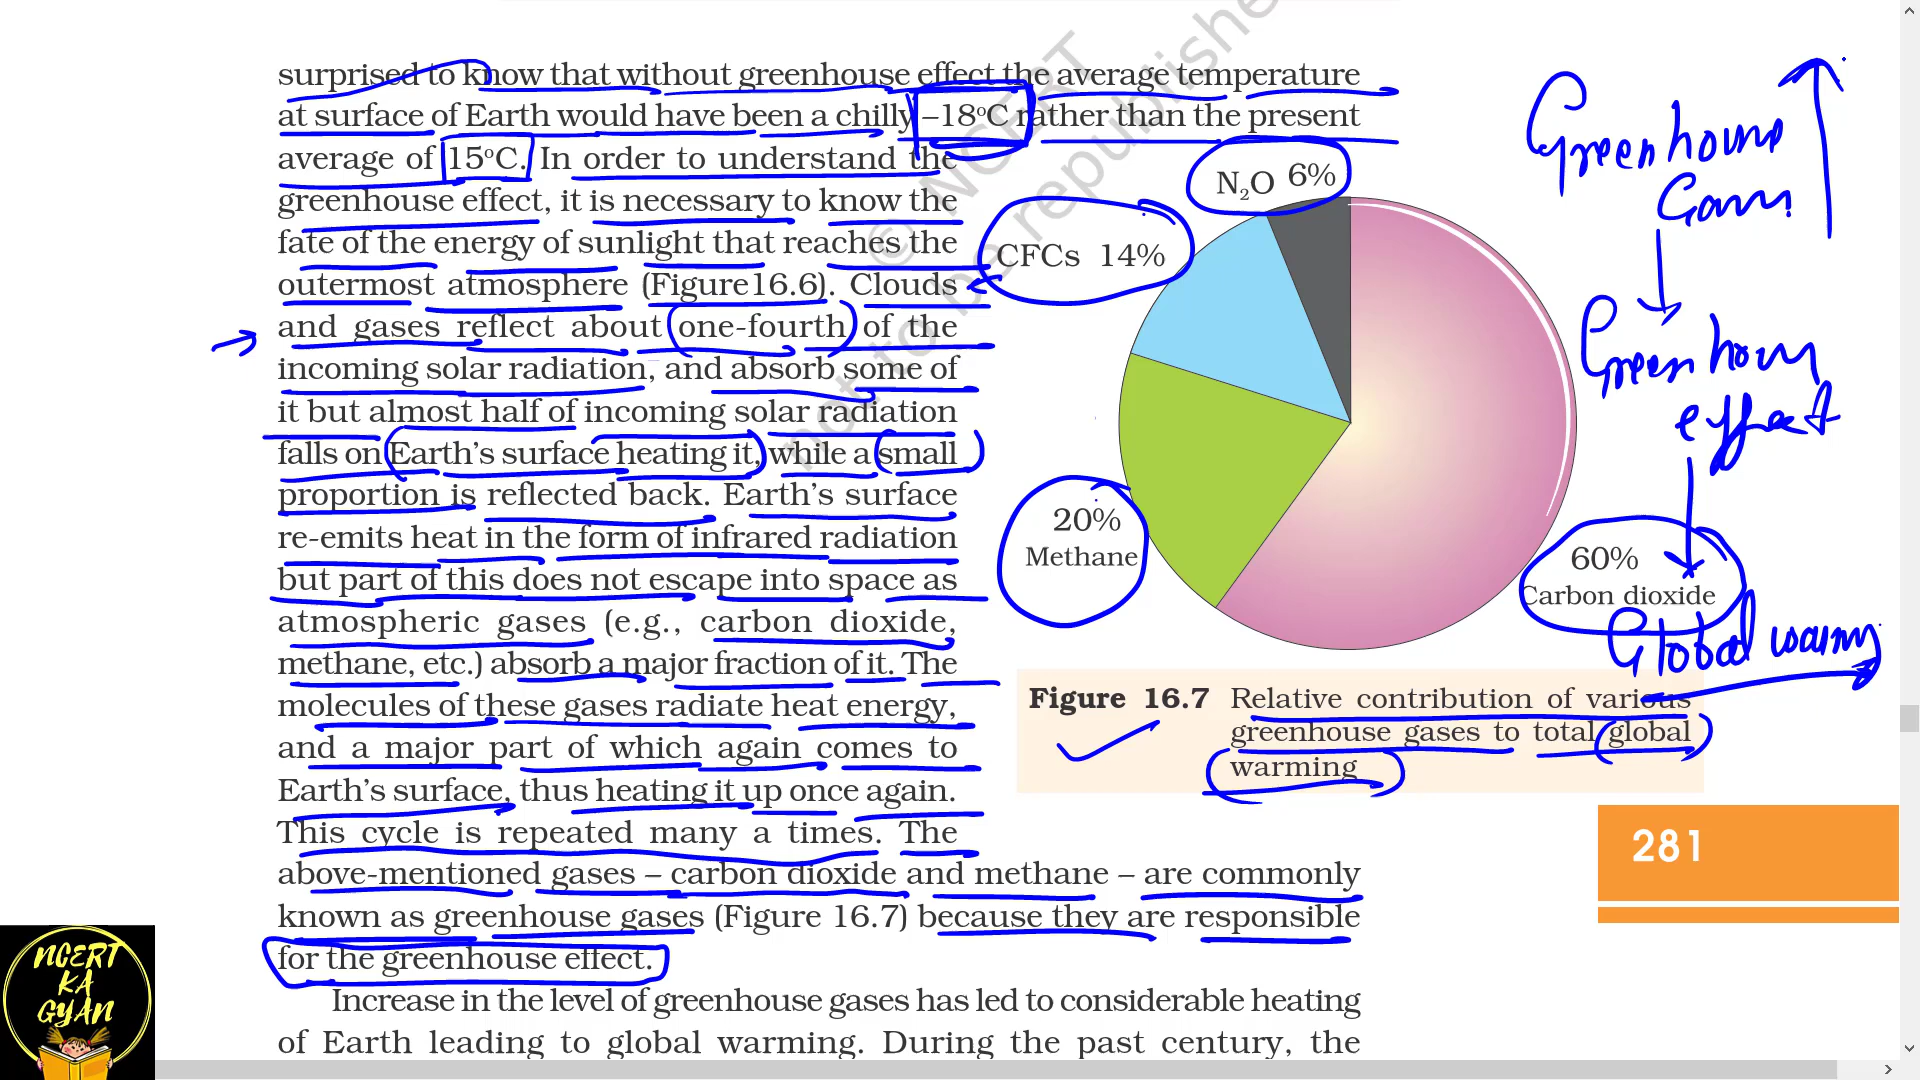 surprised to know that without greenhouse effect the average temperature
at surface of Earth would have been a chilly –18°C rather than the present
average of 15°C. In order to understand the
greenhouse effect, it is necessary to know the
fate of the energy of sunlight that reaches the
outermost atmosphere (Figure16.6). Clouds
and gases reflect about one-fourth of the
incoming solar radiation, and absorb some of
it but almost half of incoming solar radiation
falls on Earth's surface heating it, while a small
proportion is reflected back. Earth's surface
re-emits heat in the form of infrared radiation
but part of this does not escape into space as
atmospheric gases (e.g., carbon dioxide,
methane, etc.) absorb a major fraction of it. The
molecules of these gases radiate heat energy,
and a major part of which again comes to
Earth's surface, thus heating it up once again.
This cycle is repeated many a times. The
above-mentioned gases – carbon dioxide and methane – are commonly
known as greenhouse gases (Figure 16.7) because they are responsible
for the greenhouse effect.
Increase in the level of greenhouse gases has led to considerable heating
of Earth leading to global warming. During the past century, the
N₂O 6%
CFCs 14%
20%
Methane
60%
Carbon dioxide
Figure 16.7 Relative contribution of various
greenhouse gases to total global
warming
Greenhouse
Gases
Greenhouse
effect
Global warming
281
© NCERT
not to be republished
NCERT
KA
GYAN